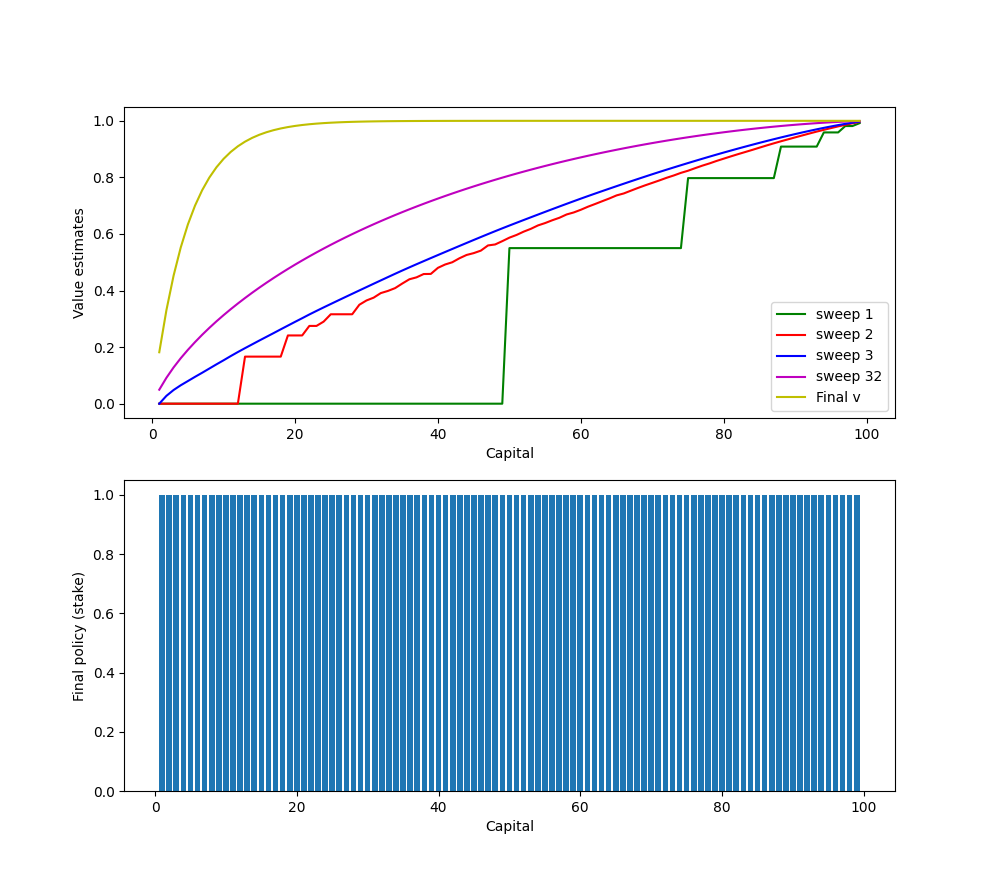 1.0
0.8
0.6
0.4
0.2
0.0
Value estimates
sweep 1
sweep 2
sweep 3
sweep 32
Final v
0 20 40 60 80 100
Capital
1.0
0.8
0.6
0.4
0.2
0.0
Final policy (stake)
0 20 40 60 80 100
Capital